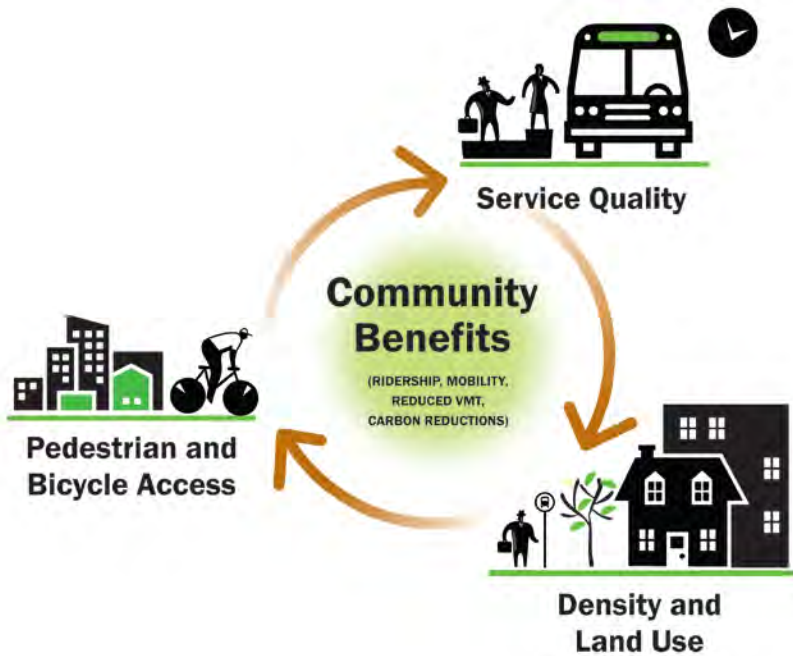 Service Quality
Community
Benefits
(RIDERSHIP, MOBILITY,
REDUCED VMT,
CARBON REDUCTIONS)
Pedestrian and
Bicycle Access
Density and
Land Use